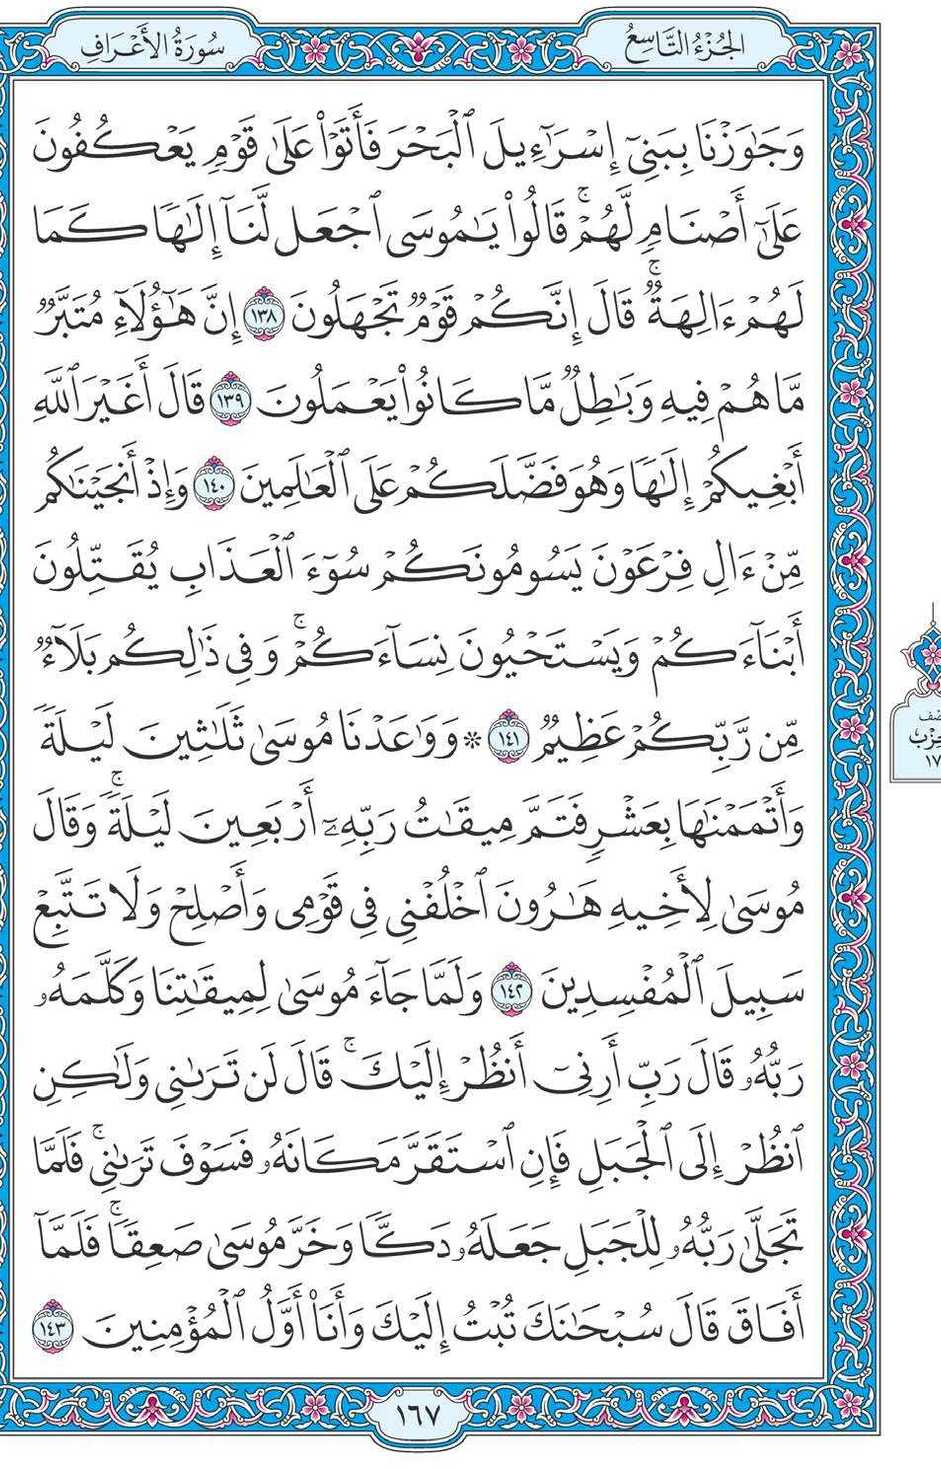 الجُزْءُ التَّاسِعُ
سُورَةُ الأَعْرَافِ
وَجَٰوَزْنَا بِبَنِيٓ إِسْرَٰٓءِيلَ ٱلْبَحْرَ فَأَتَوْا۟ عَلَىٰ قَوْمٍ يَعْكُفُونَ
عَلَىٰٓ أَصْنَامٍ لَّهُمْ ۚ قَالُوا۟ يَٰمُوسَى ٱجْعَل لَّنَآ إِلَٰهًا كَمَا
لَهُمْ ءَالِهَةٌ ۚ قَالَ إِنَّكُمْ قَوْمٌ تَجْهَلُونَ ١٣٨ إِنَّ هَٰٓؤُلَآءِ مُتَبَّرٌ
مَّا هُمْ فِيهِ وَبَٰطِلٌ مَّا كَانُوا۟ يَعْمَلُونَ ١٣٩ قَالَ أَغَيْرَ ٱللَّهِ
أَبْغِيكُمْ إِلَٰهًا وَهُوَ فَضَّلَكُمْ عَلَى ٱلْعَٰلَمِينَ ١٤٠ وَإِذْ أَنجَيْنَٰكُم
مِّنْ ءَالِ فِرْعَوْنَ يَسُومُونَكُمْ سُوٓءَ ٱلْعَذَابِ يُقَتِّلُونَ
أَبْنَآءَكُمْ وَيَسْتَحْيُونَ نِسَآءَكُمْ ۚ وَفِي ذَٰلِكُم بَلَآءٌ
مِّن رَّبِّكُمْ عَظِيمٌ ١٤١ * وَوَٰعَدْنَا مُوسَىٰ ثَلَٰثِينَ لَيْلَةً
وَأَتْمَمْنَٰهَا بِعَشْرٍ فَتَمَّ مِيقَٰتُ رَبِّهِۦٓ أَرْبَعِينَ لَيْلَةً ۚ وَقَالَ
مُوسَىٰ لِأَخِيهِ هَٰرُونَ ٱخْلُفْنِي فِي قَوْمِي وَأَصْلِحْ وَلَا تَتَّبِعْ
سَبِيلَ ٱلْمُفْسِدِينَ ١٤٢ وَلَمَّا جَآءَ مُوسَىٰ لِمِيقَٰتِنَا وَكَلَّمَهُۥ
رَبُّهُۥ قَالَ رَبِّ أَرِنِيٓ أَنظُرْ إِلَيْكَ ۚ قَالَ لَن تَرَىٰنِي وَلَٰكِنِ
ٱنظُرْ إِلَى ٱلْجَبَلِ فَإِنِ ٱسْتَقَرَّ مَكَانَهُۥ فَسَوْفَ تَرَىٰنِي ۚ فَلَمَّا
تَجَلَّىٰ رَبُّهُۥ لِلْجَبَلِ جَعَلَهُۥ دَكًّا وَخَرَّ مُوسَىٰ صَعِقًا ۚ فَلَمَّآ
أَفَاقَ قَالَ سُبْحَٰنَكَ تُبْتُ إِلَيْكَ وَأَنَا۠ أَوَّلُ ٱلْمُؤْمِنِينَ ١٤٣
١٦٧